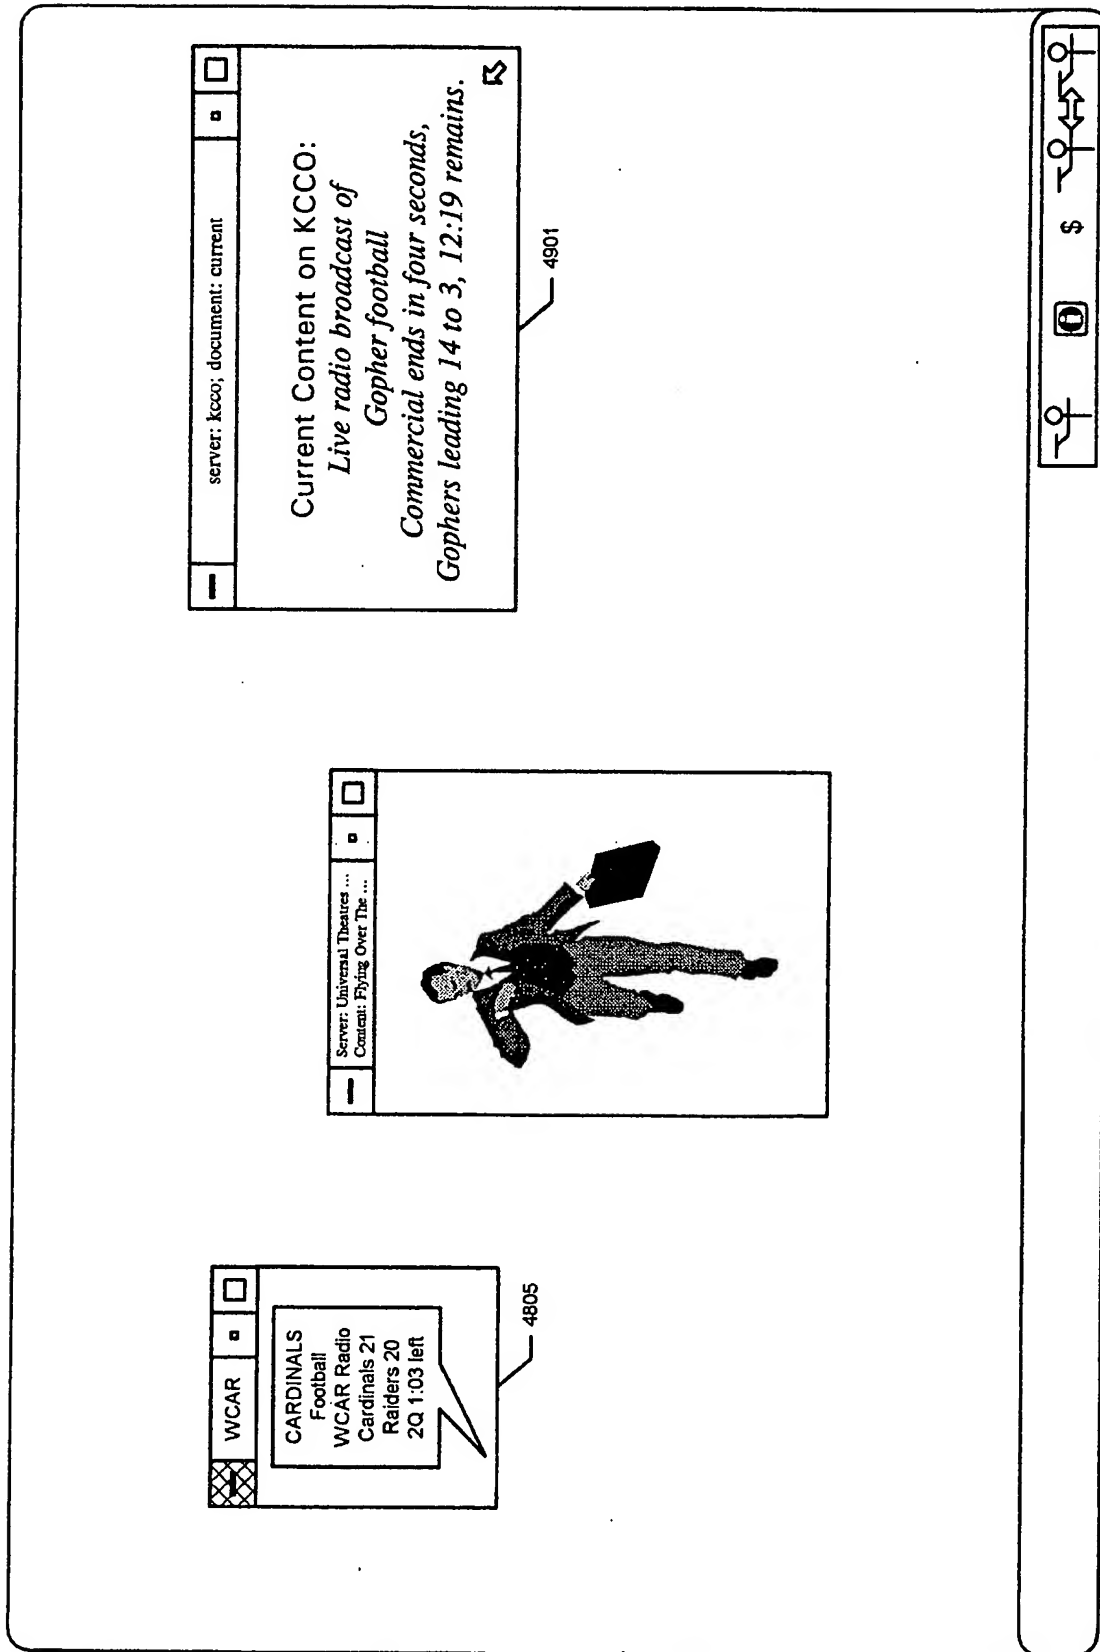 WCAR
CARDINALS
Football
WCAR Radio
Cardinals 21
Raiders 20
2Q 1:03 left
4805
Server: Universal Theatres ...
Content: Flying Over The ...
server: kcco; document: current
Current Content on KCCO:
Live radio broadcast of
Gopher football
Commercial ends in four seconds,
Gophers leading 14 to 3, 12:19 remains.
4901
$